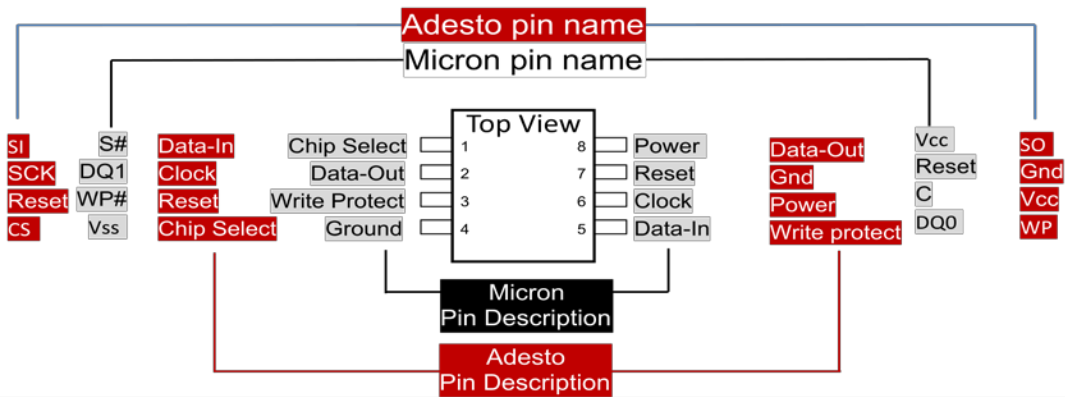 Adesto pin name
Micron pin name
Top View
SI S# Data-In Chip Select 1 8 Power Data-Out Vcc SO
SCK DQ1 Clock Data-Out 2 7 Reset Gnd Reset Gnd
Reset WP# Reset Write Protect 3 6 Clock Power C Vcc
CS Vss Chip Select Ground 4 5 Data-In Write protect DQ0 WP
Micron
Pin Description
Adesto
Pin Description